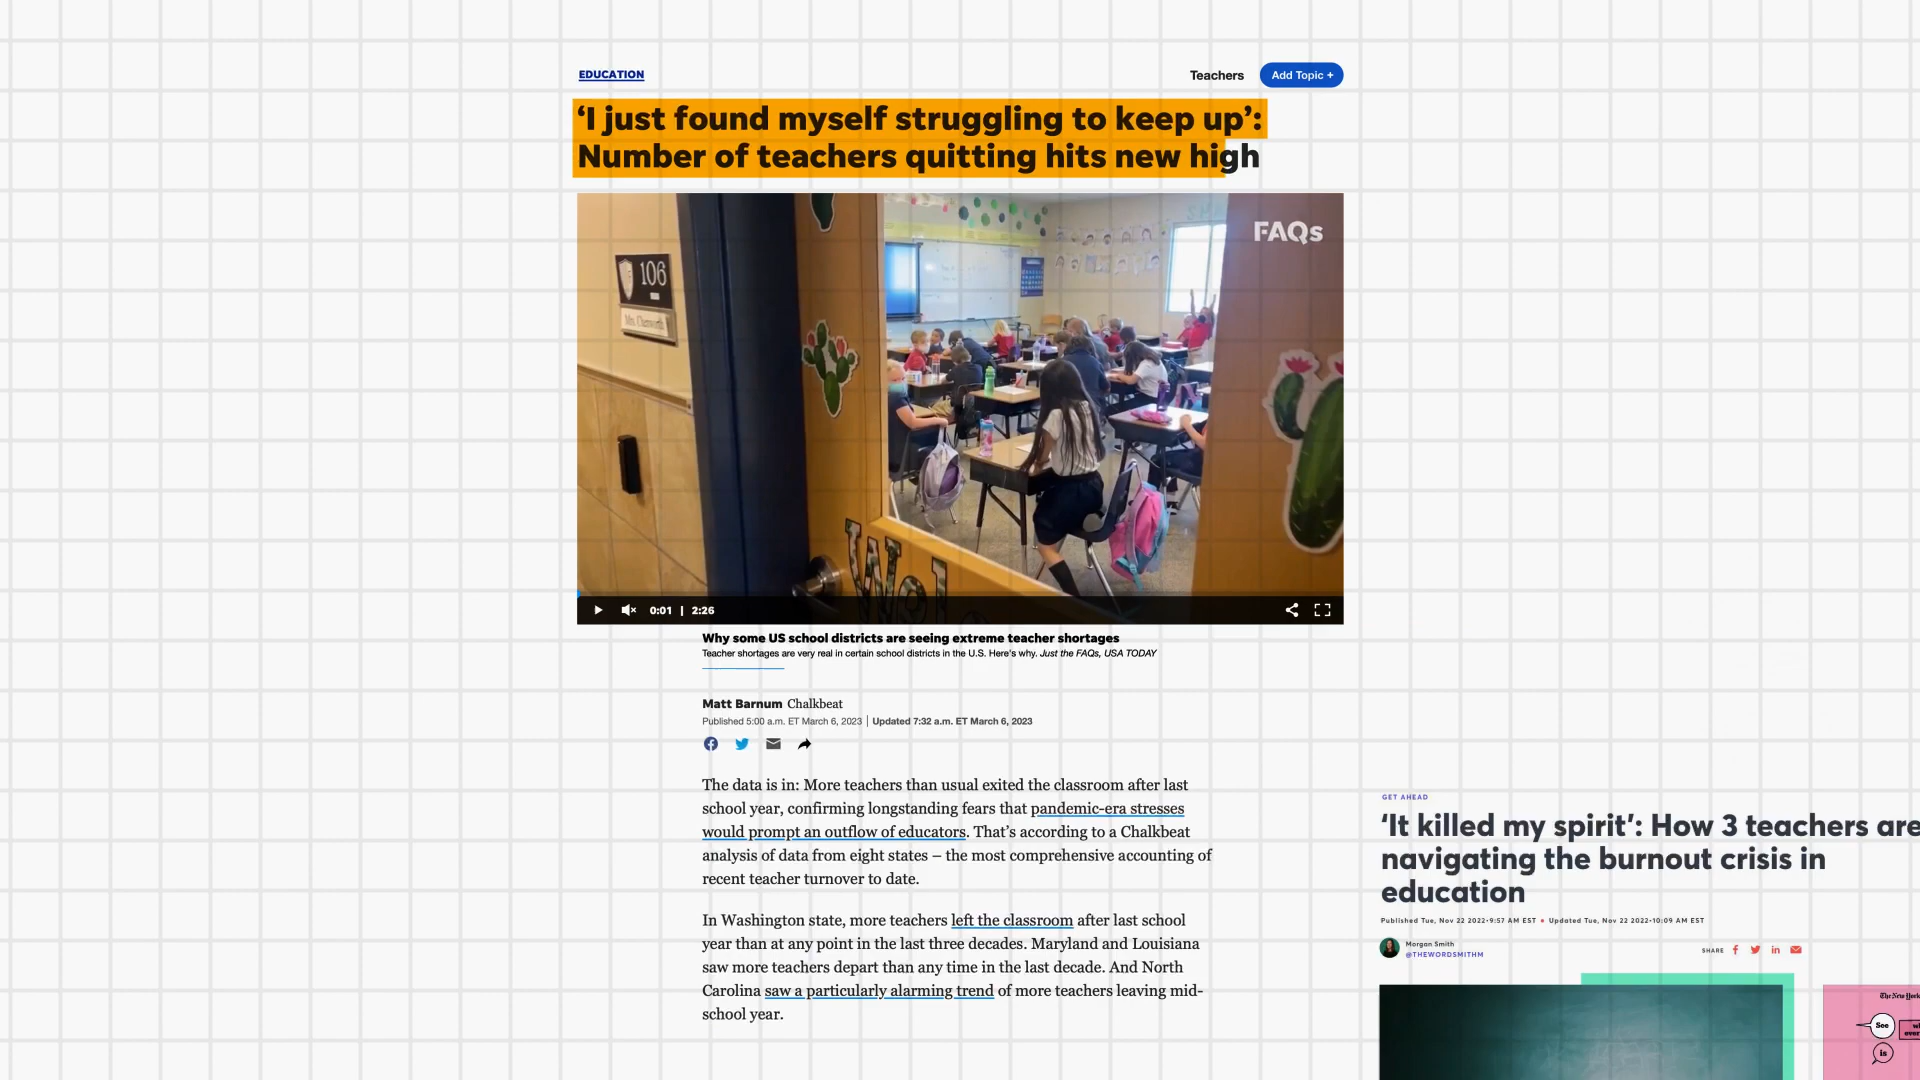 EDUCATION
Teachers
Add Topic +
‘I just found myself struggling to keep up’:
Number of teachers quitting hits new high
FAQs
106
Wel
0:01 | 2:26
Why some US school districts are seeing extreme teacher shortages
Teacher shortages are very real in certain school districts in the U.S. Here's why. Just the FAQs, USA TODAY
Matt Barnum Chalkbeat
Published 5:00 a.m. ET March 6, 2023 | Updated 7:32 a.m. ET March 6, 2023
The data is in: More teachers than usual exited the classroom after last
school year, confirming longstanding fears that pandemic-era stresses
would prompt an outflow of educators. That’s according to a Chalkbeat
analysis of data from eight states – the most comprehensive accounting of
recent teacher turnover to date.
In Washington state, more teachers left the classroom after last school
year than at any point in the last three decades. Maryland and Louisiana
saw more teachers depart than any time in the last decade. And North
Carolina saw a particularly alarming trend of more teachers leaving mid-
school year.
GET AHEAD
‘It killed my spirit’: How 3 teachers are
navigating the burnout crisis in
education
Published Tue, Nov 22 2022•9:57 AM EST • Updated Tue, Nov 22 2022•10:09 AM EST
Morgan Smith
@THEWORDSMITHM
SHARE
The New York
See
is